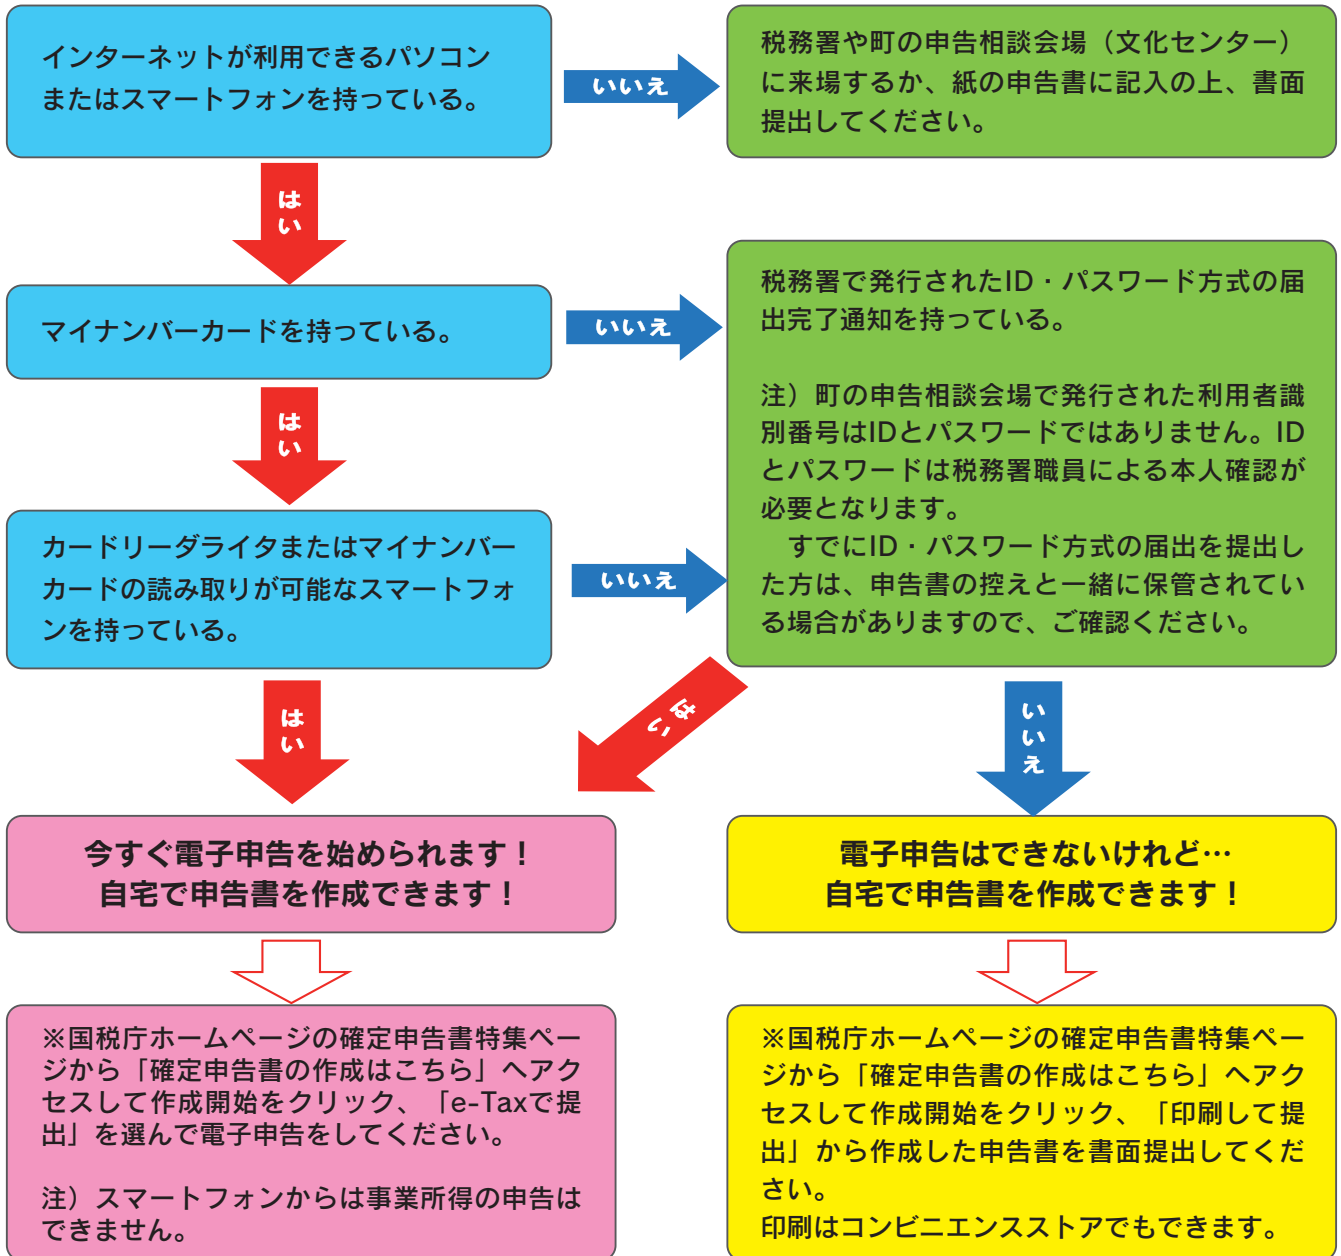 インターネットが利用できるパソコン
またはスマートフォンを持っている。
いいえ
税務署や町の申告相談会場（文化センター）
に来場するか、紙の申告書に記入の上、書面
提出してください。
はい
マイナンバーカードを持っている。
いいえ
税務署で発行されたID・パスワード方式の届
出完了通知を持っている。
注）町の申告相談会場で発行された利用者識
別番号はIDとパスワードではありません。ID
とパスワードは税務署職員による本人確認が
必要となります。
　すでにID・パスワード方式の届出を提出し
た方は、申告書の控えと一緒に保管されてい
る場合がありますので、ご確認ください。
はい
カードリーダライタまたはマイナンバー
カードの読み取りが可能なスマートフォ
ンを持っている。
いいえ
はい
はい
いいえ
今すぐ電子申告を始められます！
自宅で申告書を作成できます！
電子申告はできないけれど…
自宅で申告書を作成できます！
※国税庁ホームページの確定申告書特集ペー
ジから「確定申告書の作成はこちら」へアク
セスして作成開始をクリック、「e-Taxで提
出」を選んで電子申告をしてください。
注）スマートフォンからは事業所得の申告は
できません。
※国税庁ホームページの確定申告書特集ペー
ジから「確定申告書の作成はこちら」へアク
セスして作成開始をクリック、「印刷して提
出」から作成した申告書を書面提出してくだ
さい。
印刷はコンビニエンスストアでもできます。